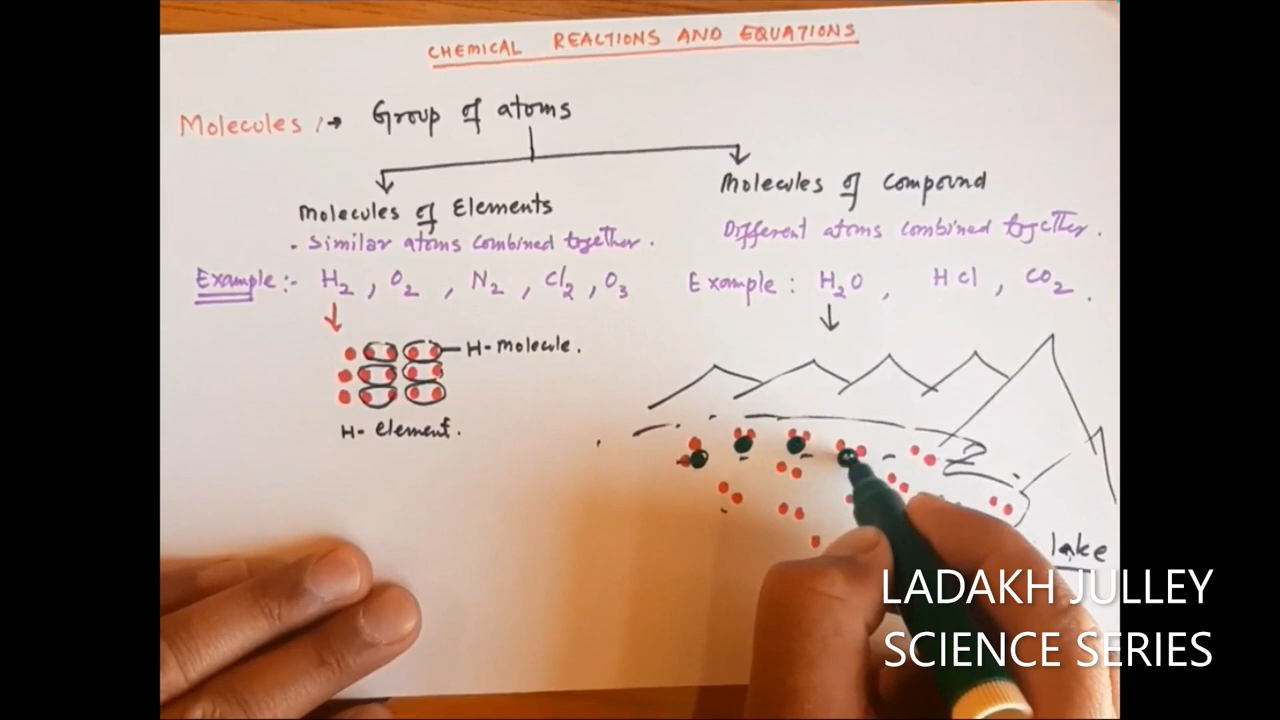 CHEMICAL REACTIONS AND EQUATIONS
Molecules :→ Group of atoms
Molecules of Elements
• Similar atoms combined together.
Example:- H₂, O₂, N₂, Cl₂, O₃
H-molecule.
H-element.
Molecules of Compound
Different atoms combined together.
Example: H₂O, HCl, CO₂.
lake
LADAKH JULLEY
SCIENCE SERIES